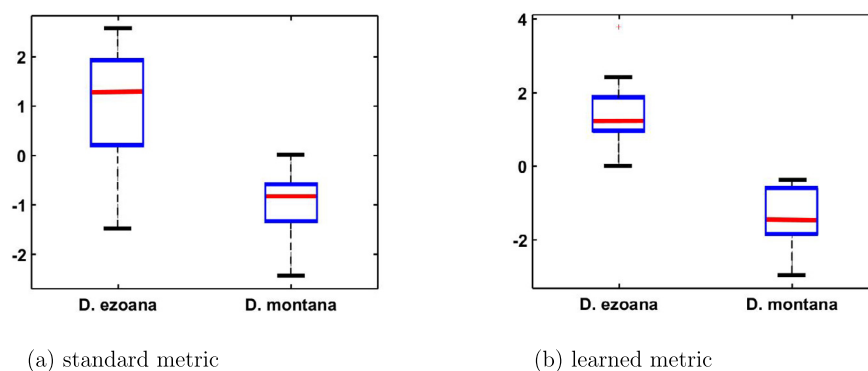 2
1
0
-1
-2
D. ezoana D. montana
(a) standard metric
4
2
0
-2
D. ezoana D. montana
(b) learned metric